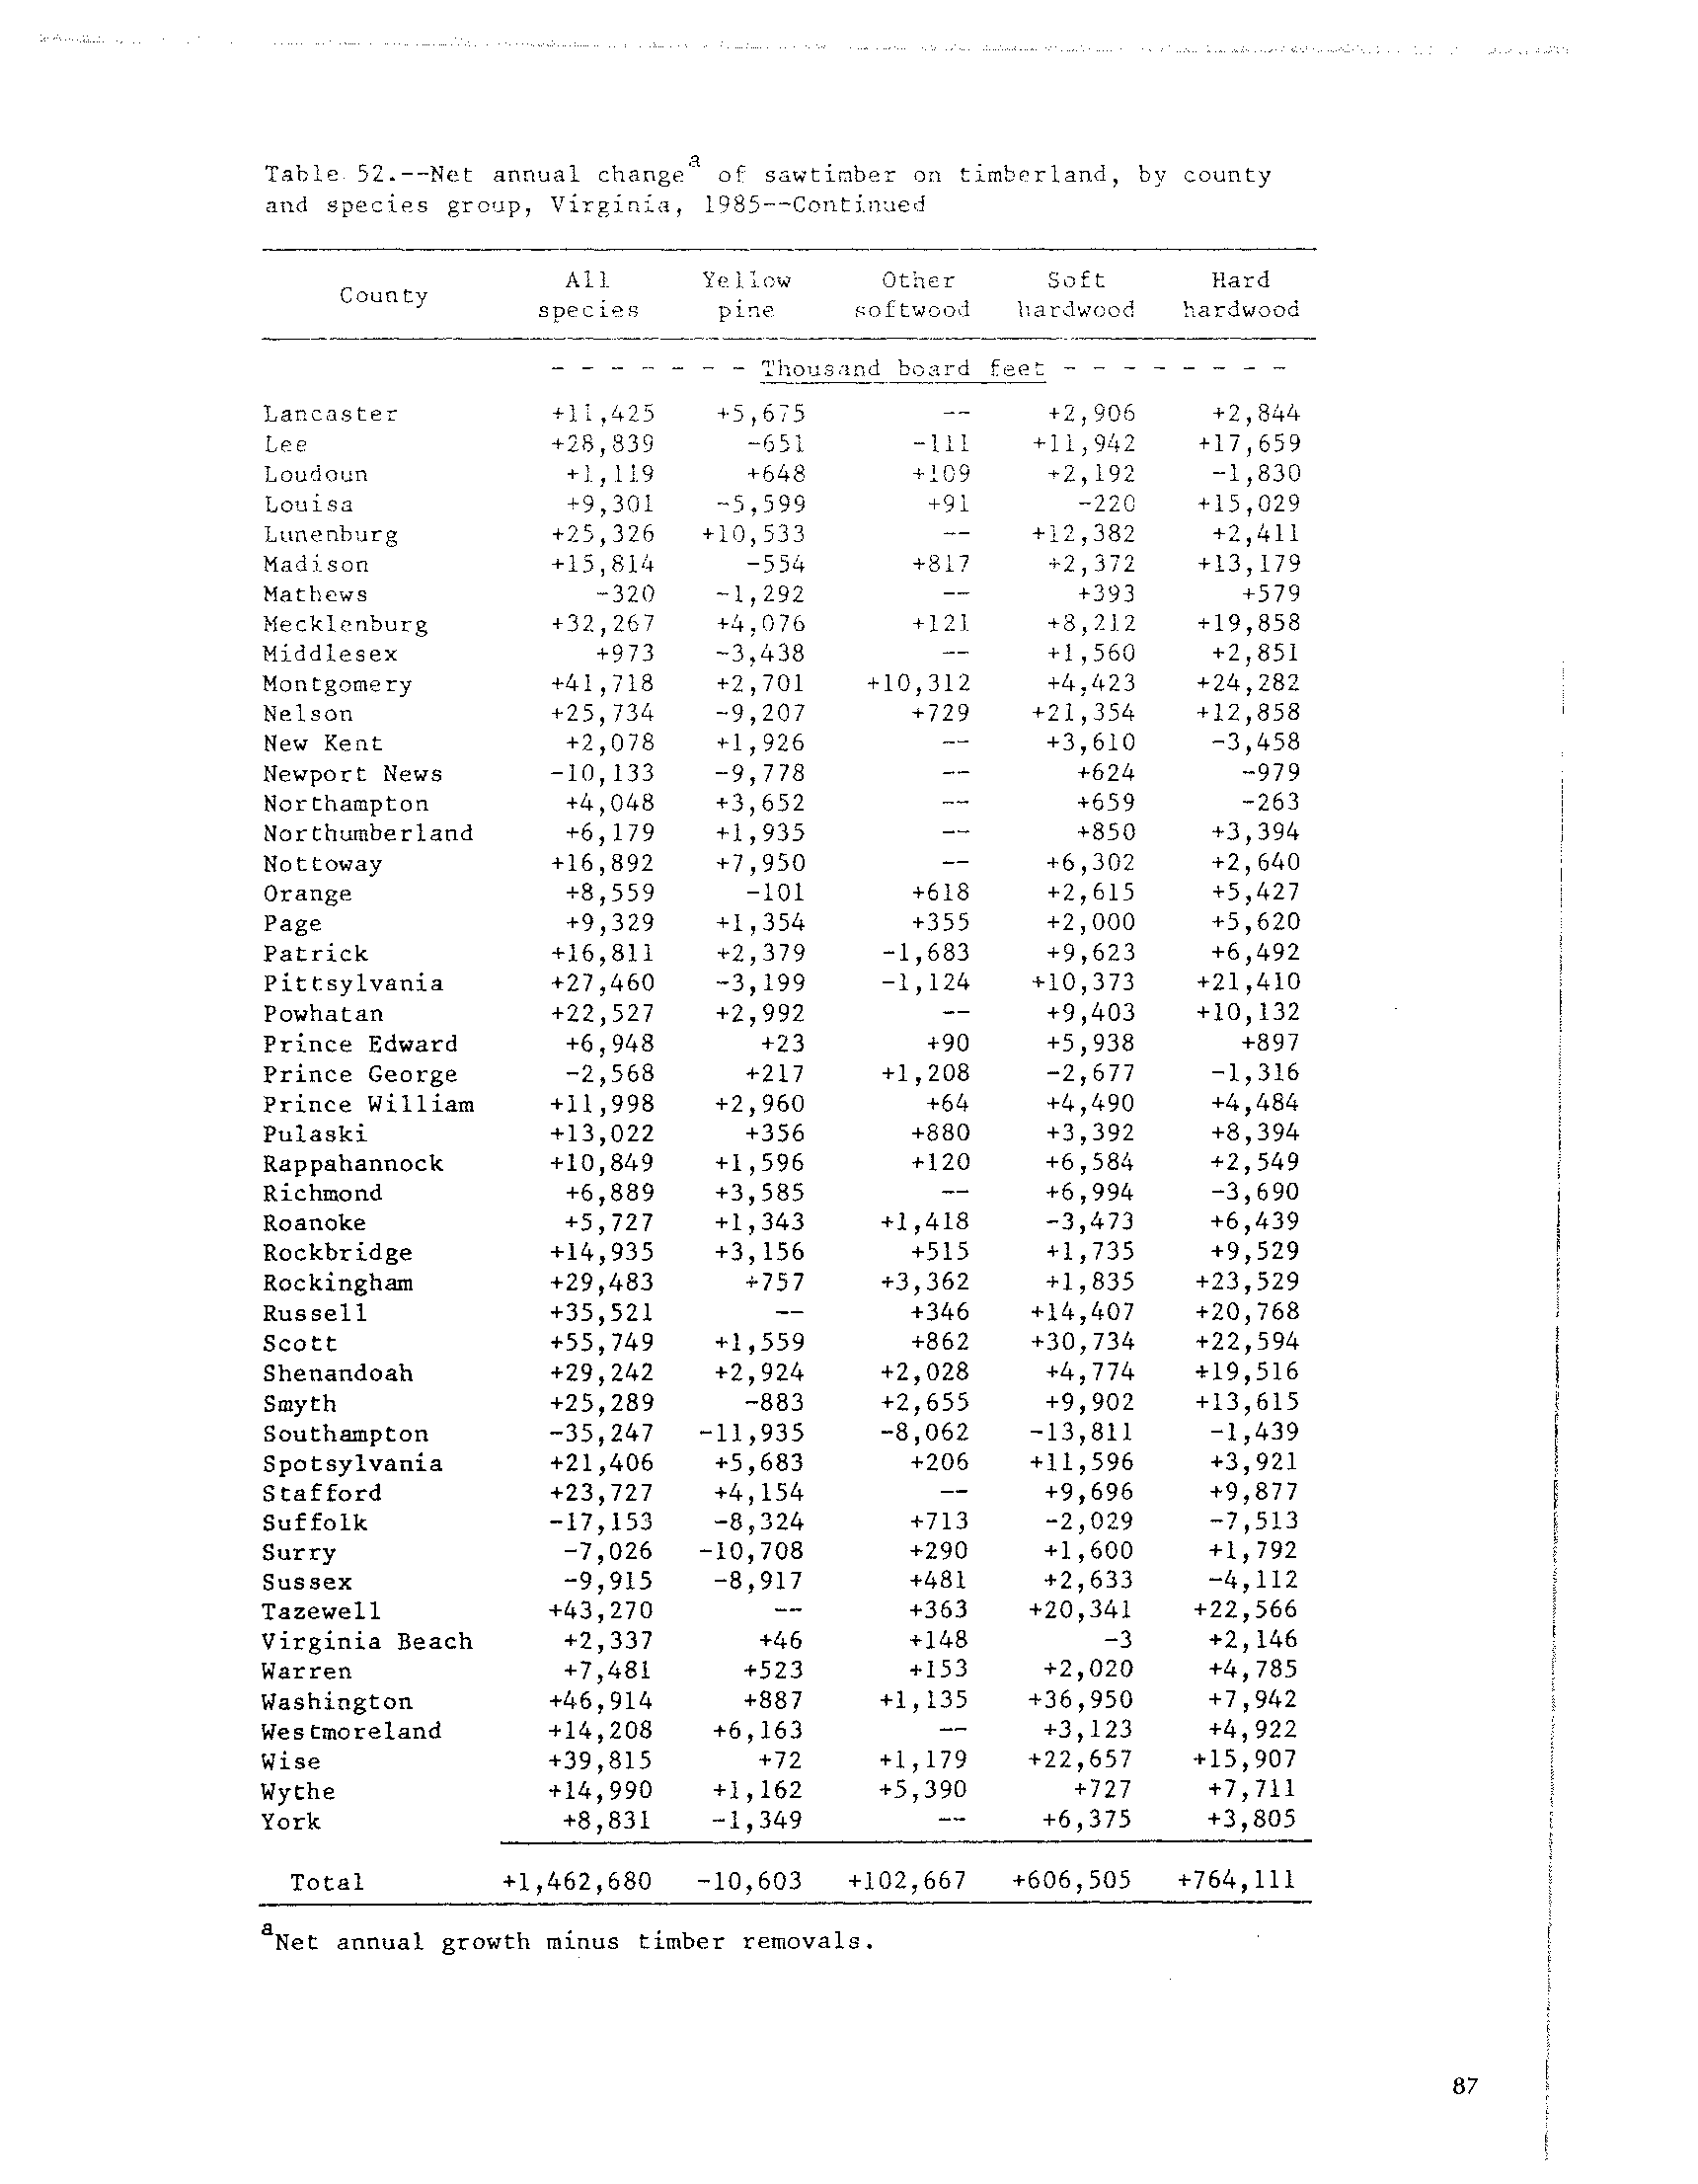 Table 52.--Net annual changeᵃ of sawtimber on timberland, by county
and species group, Virginia, 1985--Continued
County All species Yellow pine Other softwood Soft hardwood Hard hardwood
- - - - - - - Thousand board feet - - - - - - - -
Lancaster +11,425 +5,675 -- +2,906 +2,844
Lee +28,839 -651 -111 +11,942 +17,659
Loudoun +1,119 +648 +109 +2,192 -1,830
Louisa +9,301 -5,599 +91 -220 +15,029
Lunenburg +25,326 +10,533 -- +12,382 +2,411
Madison +15,814 -554 +817 +2,372 +13,179
Mathews -320 -1,292 -- +393 +579
Mecklenburg +32,267 +4,076 +121 +8,212 +19,858
Middlesex +973 -3,438 -- +1,560 +2,851
Montgomery +41,718 +2,701 +10,312 +4,423 +24,282
Nelson +25,734 -9,207 +729 +21,354 +12,858
New Kent +2,078 +1,926 -- +3,610 -3,458
Newport News -10,133 -9,778 -- +624 -979
Northampton +4,048 +3,652 -- +659 -263
Northumberland +6,179 +1,935 -- +850 +3,394
Nottoway +16,892 +7,950 -- +6,302 +2,640
Orange +8,559 -101 +618 +2,615 +5,427
Page +9,329 +1,354 +355 +2,000 +5,620
Patrick +16,811 +2,379 -1,683 +9,623 +6,492
Pittsylvania +27,460 -3,199 -1,124 +10,373 +21,410
Powhatan +22,527 +2,992 -- +9,403 +10,132
Prince Edward +6,948 +23 +90 +5,938 +897
Prince George -2,568 +217 +1,208 -2,677 -1,316
Prince William +11,998 +2,960 +64 +4,490 +4,484
Pulaski +13,022 +356 +880 +3,392 +8,394
Rappahannock +10,849 +1,596 +120 +6,584 +2,549
Richmond +6,889 +3,585 -- +6,994 -3,690
Roanoke +5,727 +1,343 +1,418 -3,473 +6,439
Rockbridge +14,935 +3,156 +515 +1,735 +9,529
Rockingham +29,483 +757 +3,362 +1,835 +23,529
Russell +35,521 -- +346 +14,407 +20,768
Scott +55,749 +1,559 +862 +30,734 +22,594
Shenandoah +29,242 +2,924 +2,028 +4,774 +19,516
Smyth +25,289 -883 +2,655 +9,902 +13,615
Southampton -35,247 -11,935 -8,062 -13,811 -1,439
Spotsylvania +21,406 +5,683 +206 +11,596 +3,921
Stafford +23,727 +4,154 -- +9,696 +9,877
Suffolk -17,153 -8,324 +713 -2,029 -7,513
Surry -7,026 -10,708 +290 +1,600 +1,792
Sussex -9,915 -8,917 +481 +2,633 -4,112
Tazewell +43,270 -- +363 +20,341 +22,566
Virginia Beach +2,337 +46 +148 -3 +2,146
Warren +7,481 +523 +153 +2,020 +4,785
Washington +46,914 +887 +1,135 +36,950 +7,942
Westmoreland +14,208 +6,163 -- +3,123 +4,922
Wise +39,815 +72 +1,179 +22,657 +15,907
Wythe +14,990 +1,162 +5,390 +727 +7,711
York +8,831 -1,349 -- +6,375 +3,805
Total +1,462,680 -10,603 +102,667 +606,505 +764,111
ᵃNet annual growth minus timber removals.
87